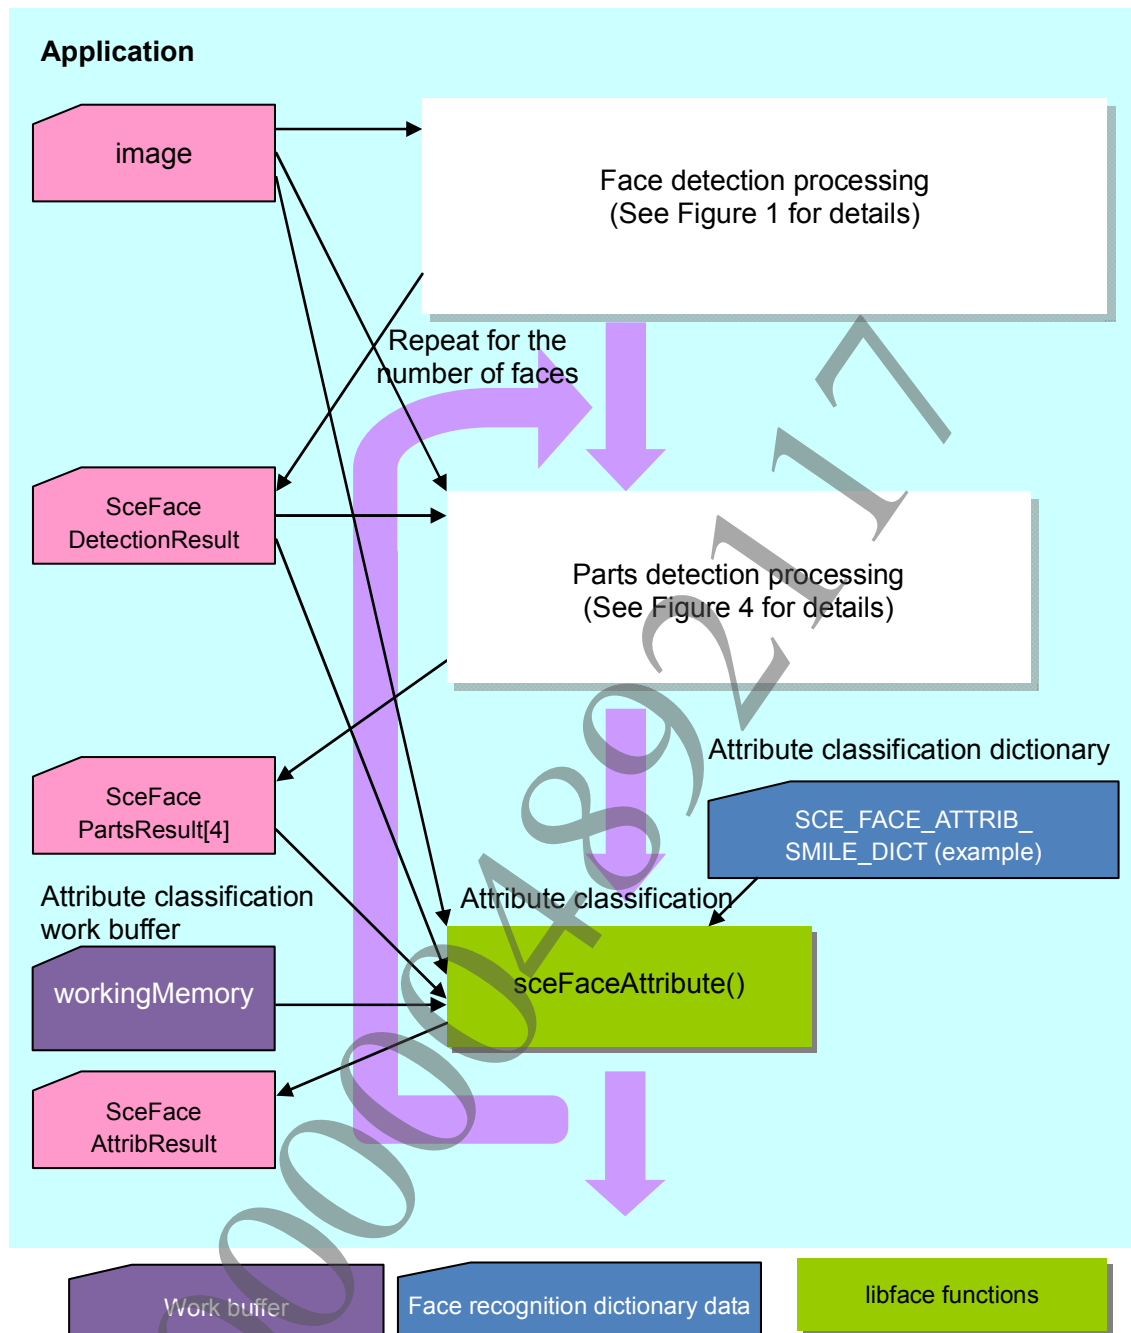 Application
image
Face detection processing
(See Figure 1 for details)
Repeat for the
number of faces
SceFace
DetectionResult
Parts detection processing
(See Figure 4 for details)
Attribute classification dictionary
SceFace
PartsResult[4]
SCE_FACE_ATTRIB_
SMILE_DICT (example)
Attribute classification
work buffer
Attribute classification
workingMemory
sceFaceAttribute()
SceFace
AttribResult
Work buffer
Face recognition dictionary data
libface functions